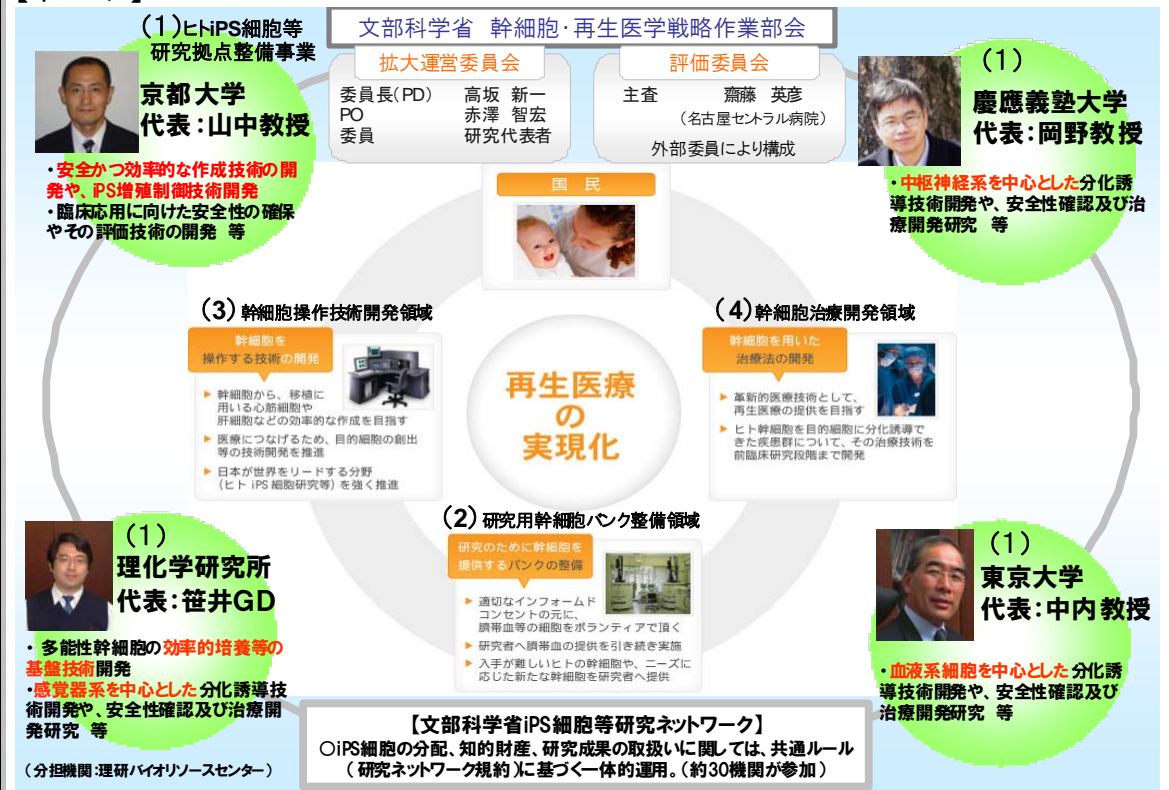 (1)ヒトiPS細胞等
研究拠点整備事業
京都大学
代表:山中教授
・安全かつ効率的な作成技術の開
発や、iPS増殖制御技術開発
・臨床応用に向けた安全性の確保
やその評価技術の開発 等
文部科学省 幹細胞・再生医学戦略作業部会
拡大運営委員会
委員長(PD) 高坂 新一
PO 赤澤 智宏
委員 研究代表者
評価委員会
主査 齋藤 英彦
(名古屋セントラル病院)
外部委員により構成
(1)
慶應義塾大学
代表:岡野教授
・中枢神経系を中心とした分化誘
導技術開発や、安全性確認及び治
療開発研究 等
国民
(3)幹細胞操作技術開発領域
幹細胞を
操作する技術の開発
▶ 幹細胞から、移植に
用いる心筋細胞や
肝細胞などの効率的な作成を目指す
▶ 医療につなげるため、目的細胞の創出
等の技術開発を推進
▶ 日本が世界をリードする分野
(ヒト iPS 細胞研究等)を強く推進
再生医療
の
実現化
(4)幹細胞治療開発領域
幹細胞を用いた
治療法の開発
▶ 革新的医療技術として、
再生医療の提供を目指す
▶ ヒト幹細胞を目的細胞に分化誘導で
きた疾患群について、その治療技術を
前臨床研究段階まで開発
(2)研究用幹細胞バンク整備領域
研究のために幹細胞を
提供するバンクの整備
▶ 適切なインフォームド
コンセントの元に、
臍帯血等の細胞をボランティアで頂く
▶ 研究者へ臍帯血の提供を引き続き実施
▶ 入手が難しいヒトの幹細胞や、ニーズに
応じた新たな幹細胞を研究者へ提供
(1)
理化学研究所
代表:笹井GD
・多能性幹細胞の効率的培養等の
基盤技術開発
・感覚器系を中心とした分化誘導技
術開発や、安全性確認及び治療開
発研究 等
(分担機関:理研バイオリソースセンター)
(1)
東京大学
代表:中内教授
・血液系細胞を中心とした分化誘
導技術開発や、安全性確認及び
治療開発研究 等
【文部科学省iPS細胞等研究ネットワーク】
○iPS細胞の分配、知的財産、研究成果の取扱いに関しては、共通ルール
(研究ネットワーク規約)に基づく一体的運用。(約30機関が参加)